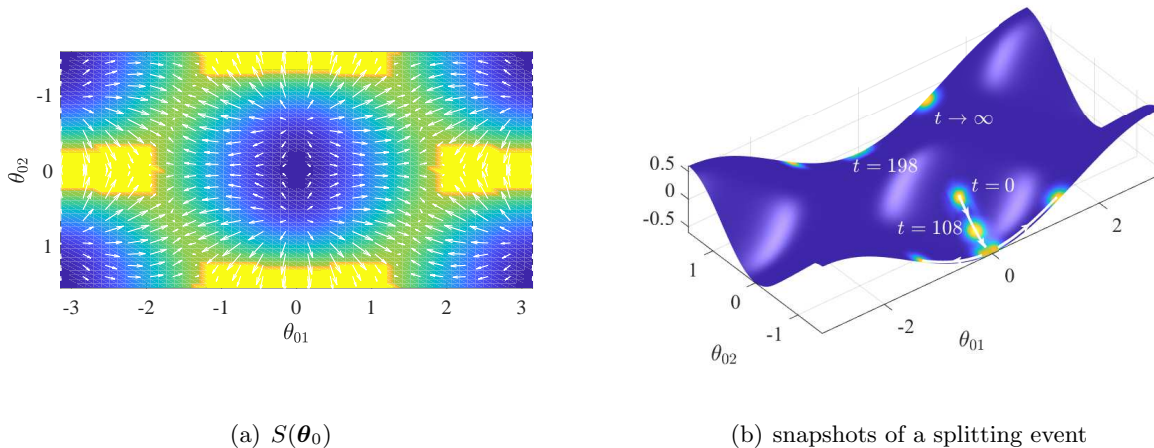 -1
0
1
θ02
-3
-2
-1
0
1
2
3
θ01
(a) S(θ0)
0.5
0
-0.5
t → ∞
t = 198
t = 0
t = 108
1
0
-1
θ02
-2
0
2
θ01
(b) snapshots of a splitting event